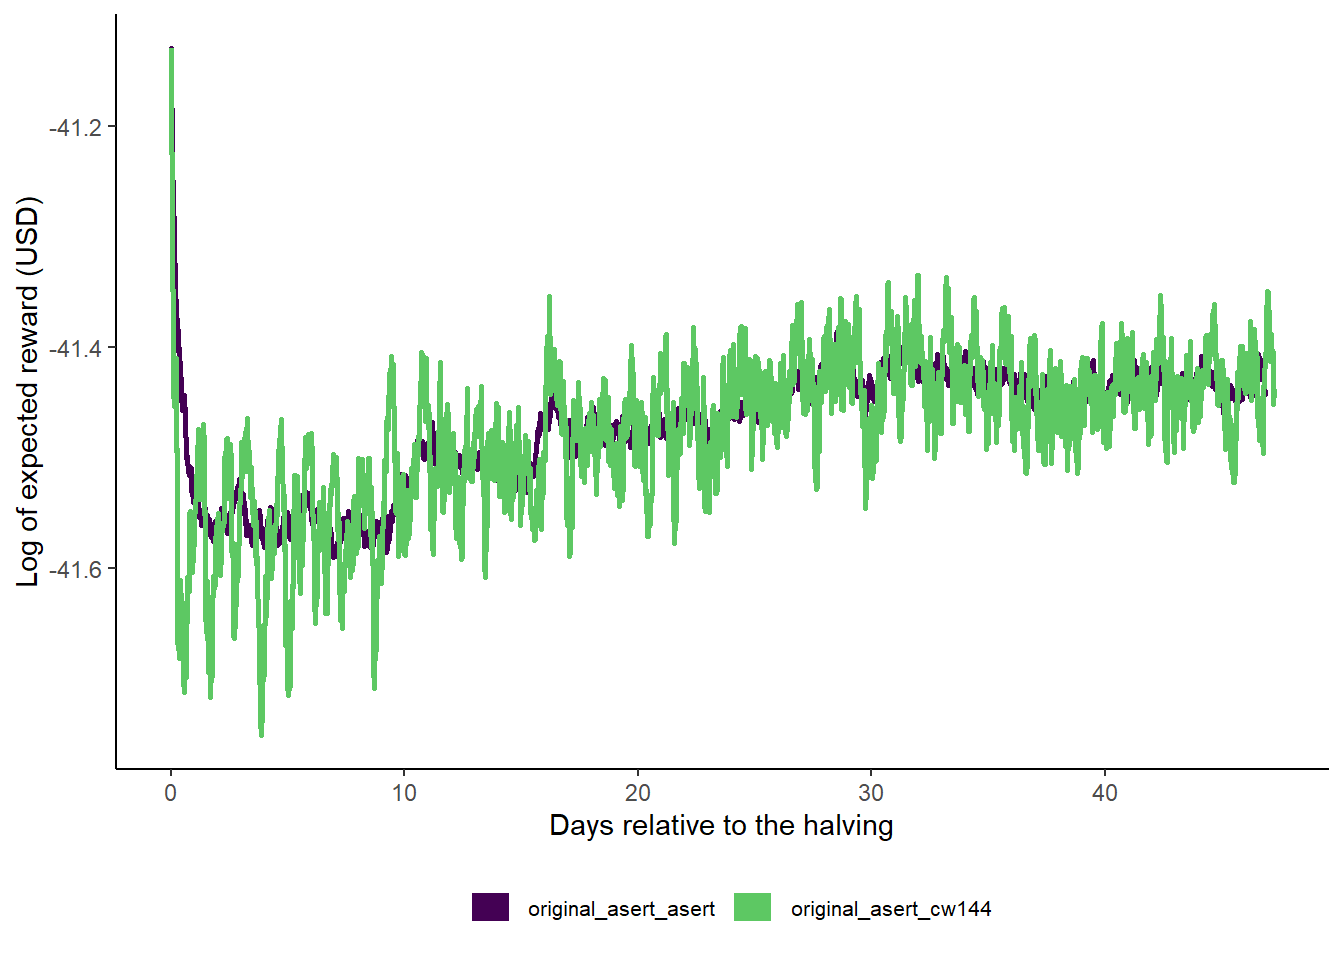 Log of expected reward (USD)
-41.2
-41.4
-41.6
0 10 20 30 40
Days relative to the halving
original_asert_asert original_asert_cw144